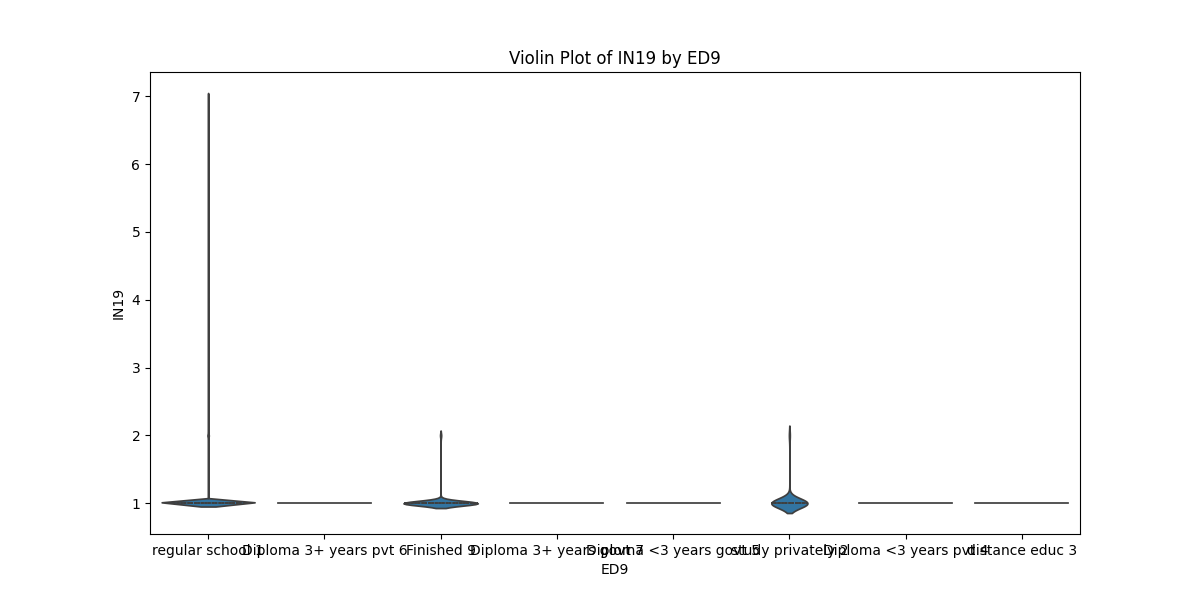 Violin Plot of IN19 by ED9
7
6
5
4
3
2
1
IN19
regular school 1
Diploma 3+ years pvt 6
Finished 9
Diploma 3+ years govt 7
Diploma <3 years govt 5
study privately 2
Diploma <3 years pvt 4
distance educ 3
ED9